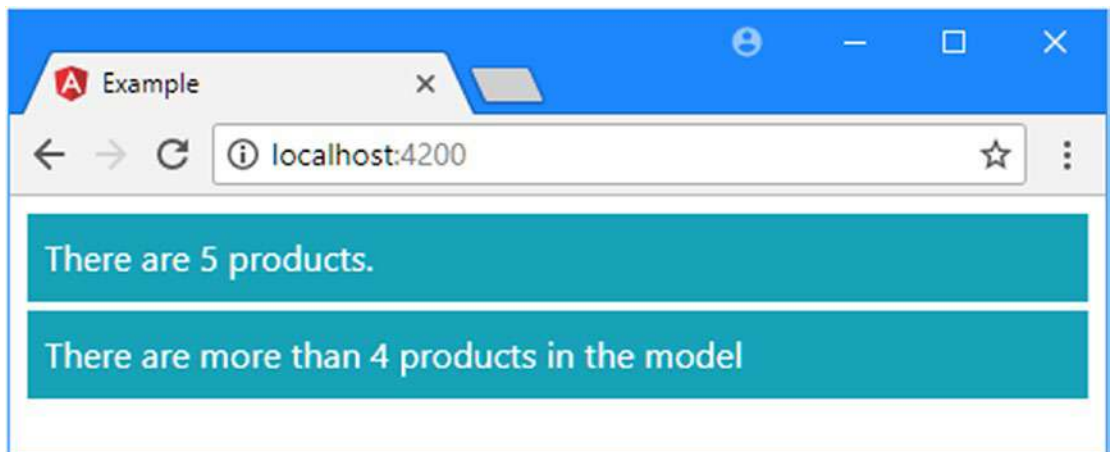 Example
localhost:4200
There are 5 products.
There are more than 4 products in the model